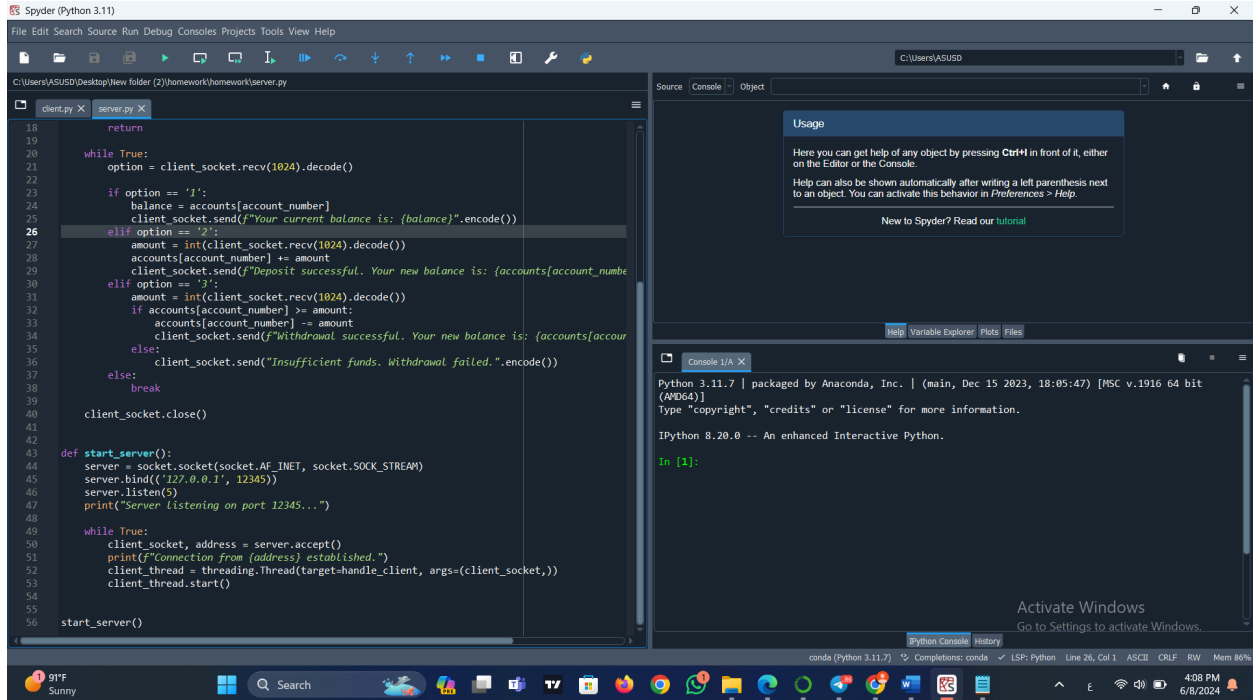 Spyder (Python 3.11)
File Edit Search Source Run Debug Consoles Projects Tools View Help
C:\Users\ASUSD
C:\Users\ASUSD\Desktop\New folder (2)\homework\homework\server.py
client.py
server.py
18 return
19
20 while True:
21 option = client_socket.recv(1024).decode()
22
23 if option == '1':
24 balance = accounts[account_number]
25 client_socket.send(f"Your current balance is: {balance}".encode())
26 elif option == '2':
27 amount = int(client_socket.recv(1024).decode())
28 accounts[account_number] += amount
29 client_socket.send(f"Deposit successful. Your new balance is: {accounts[account_numbe
30 elif option == '3':
31 amount = int(client_socket.recv(1024).decode())
32 if accounts[account_number] >= amount:
33 accounts[account_number] -= amount
34 client_socket.send(f"Withdrawal successful. Your new balance is: {accounts[accour
35 else:
36 client_socket.send("Insufficient funds. Withdrawal failed.".encode())
37 else:
38 break
39
40 client_socket.close()
41
42
43 def start_server():
44 server = socket.socket(socket.AF_INET, socket.SOCK_STREAM)
45 server.bind(('127.0.0.1', 12345))
46 server.listen(5)
47 print("Server listening on port 12345...")
48
49 while True:
50 client_socket, address = server.accept()
51 print(f"Connection from {address} established.")
52 client_thread = threading.Thread(target=handle_client, args=(client_socket,))
53 client_thread.start()
54
55
56 start_server()
Source Console Object
Usage
Here you can get help of any object by pressing Ctrl+I in front of it, either
on the Editor or the Console.
Help can also be shown automatically after writing a left parenthesis next
to an object. You can activate this behavior in Preferences > Help.
New to Spyder? Read our tutorial
Help Variable Explorer Plots Files
Console 1/A
Python 3.11.7 | packaged by Anaconda, Inc. | (main, Dec 15 2023, 18:05:47) [MSC v.1916 64 bit
(AMD64)]
Type "copyright", "credits" or "license" for more information.
IPython 8.20.0 -- An enhanced Interactive Python.
In [1]:
Activate Windows
Go to Settings to activate Windows.
IPython Console History
conda (Python 3.11.7) Completions: conda LSP: Python Line 26, Col 1 ASCII CRLF RW Mem 86%
1
91°F
Sunny
Search
PRE
1
ع
4:08 PM
6/8/2024